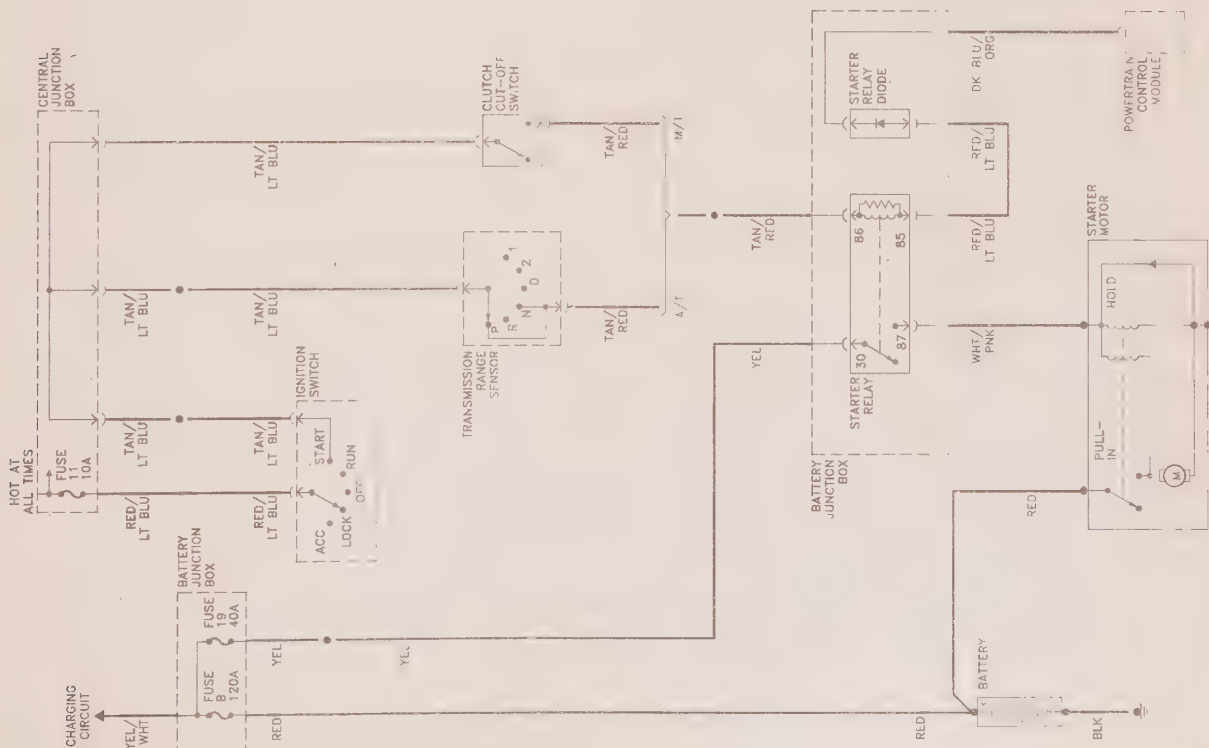 HOT AT
ALL TIMES
CENTRAL
JUNCTION
BOX
FUSE
11
10A
RED/
LT BLU
TAN/
LT BLU
TAN/
LT BLU
TAN/
LT BLU
RED/
LT BLU
TAN/
LT BLU
TAN/
LT BLU
IGNITION
SWITCH
ACC
LOCK
OFF
RUN
START
TRANSMISSION
RANGE
SENSOR
P
R
N
D
2
1
CLUTCH
CUT-OFF
SWITCH
TAN/
RED
TAN/
RED
A/T
M/T
TAN/
RED
CHARGING
CIRCUIT
YEL/
WHT
BATTERY
JUNCTION
BOX
FUSE
B
120A
FUSE
19
40A
RED
YEL
YEL
YEL
BATTERY
JUNCTION
BOX
STARTER
RELAY
30
87
86
85
STARTER
RELAY
DIODE
DK BLU/
ORG
RED/
LT BLU
RED/
LT BLU
POWERTRAIN
CONTROL
MODULE
WHT/
PNK
RED
STARTER
MOTOR
PULL-
IN
HOLD
M
RED
BATTERY
BLK